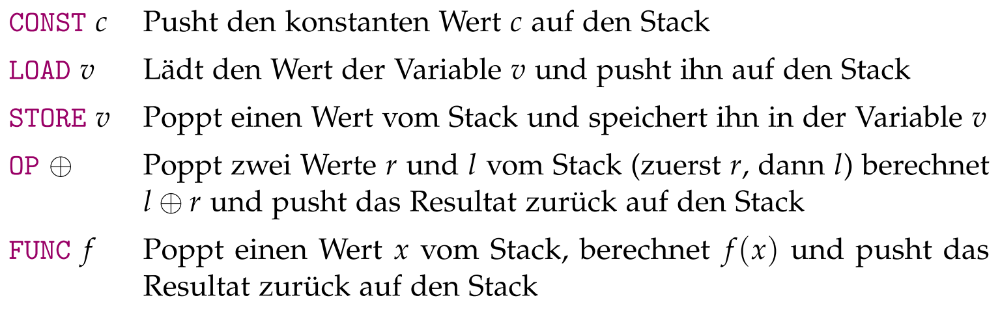 CONST c Pusht den konstanten Wert c auf den Stack
LOAD v Lädt den Wert der Variable v und pusht ihn auf den Stack
STORE v Poppt einen Wert vom Stack und speichert ihn in der Variable v
OP ⊕ Poppt zwei Werte r und l vom Stack (zuerst r, dann l) berechnet
l ⊕ r und pusht das Resultat zurück auf den Stack
FUNC f Poppt einen Wert x vom Stack, berechnet f(x) und pusht das
Resultat zurück auf den Stack